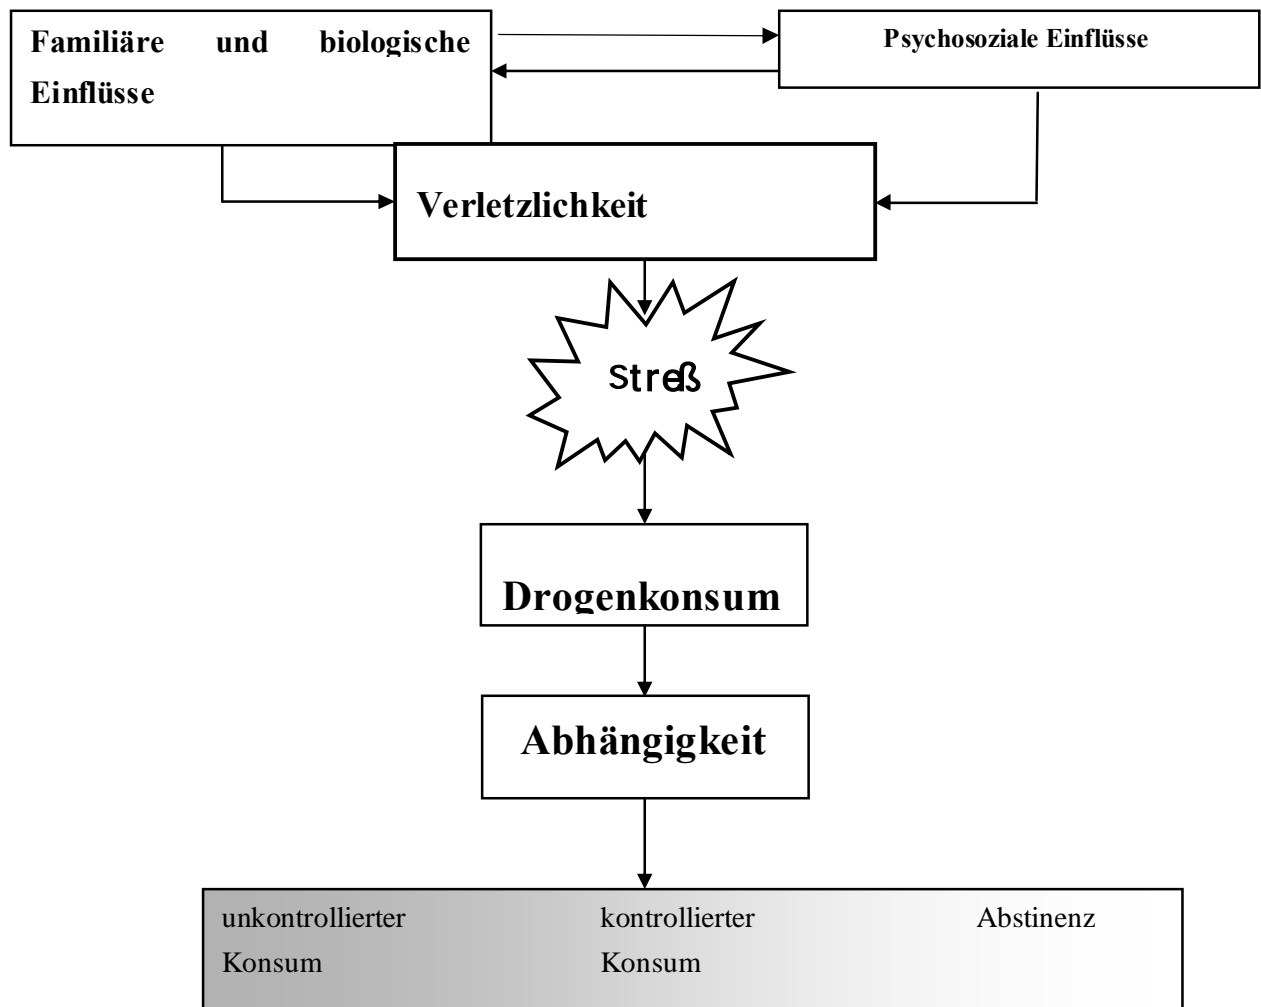 Familiäre und biologische
Einflüsse
Psychosoziale Einflüsse
Verletzlichkeit
Streß
Drogenkonsum
Abhängigkeit
unkontrollierter kontrollierter Abstinenz
Konsum Konsum